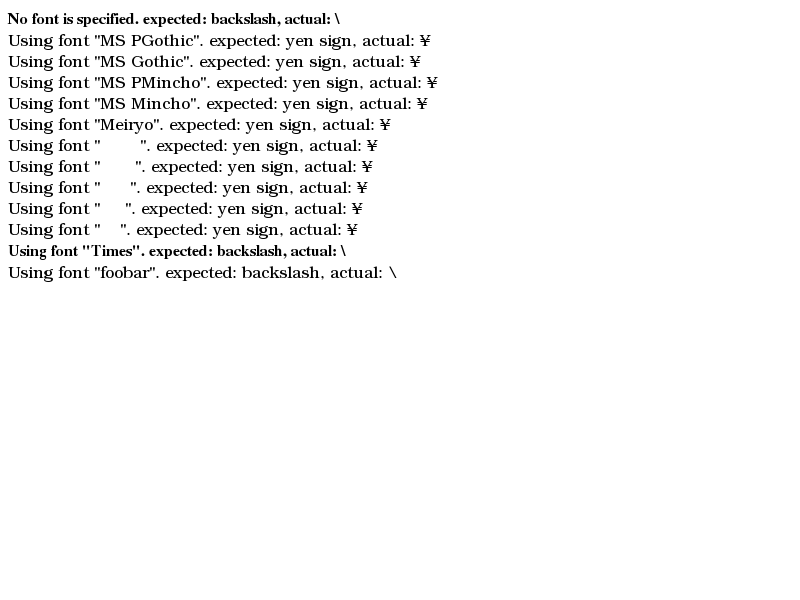 No font is specified. expected: backslash, actual: \
Using font "MS PGothic". expected: yen sign, actual: ¥
Using font "MS Gothic". expected: yen sign, actual: ¥
Using font "MS PMincho". expected: yen sign, actual: ¥
Using font "MS Mincho". expected: yen sign, actual: ¥
Using font "Meiryo". expected: yen sign, actual: ¥
Using font "        ". expected: yen sign, actual: ¥
Using font "       ". expected: yen sign, actual: ¥
Using font "      ". expected: yen sign, actual: ¥
Using font "     ". expected: yen sign, actual: ¥
Using font "    ". expected: yen sign, actual: ¥
Using font "Times". expected: backslash, actual: \
Using font "foobar". expected: backslash, actual: \